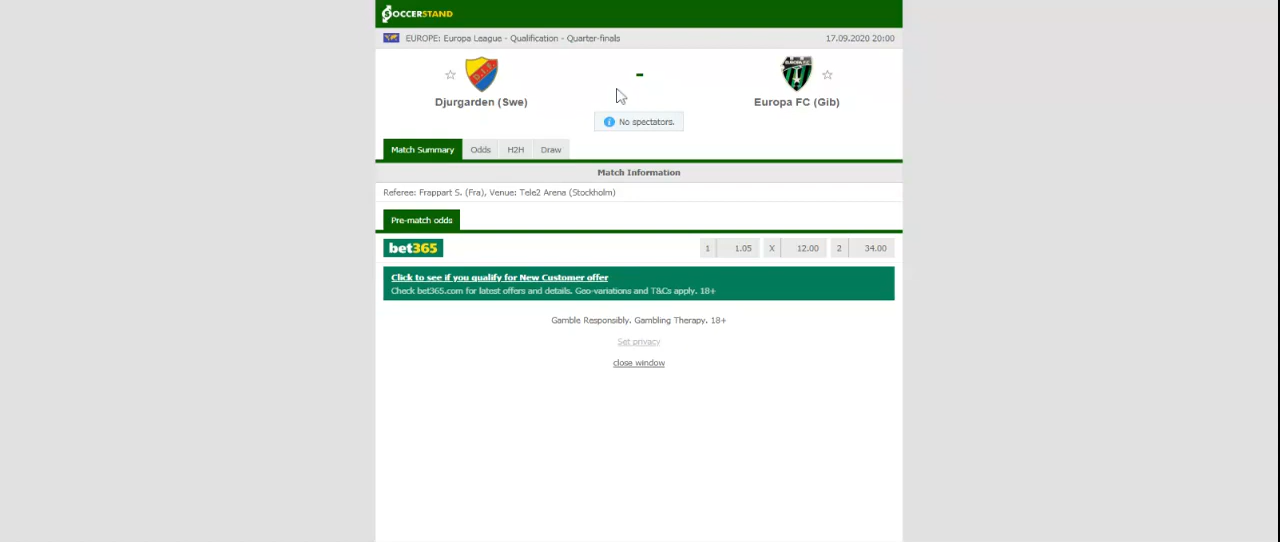 SOCCERSTAND
EUROPE: Europa League - Qualification - Quarter-finals 17.09.2020 20:00
Djurgarden (Swe) - Europa FC (Gib)
No spectators.
Match Summary Odds H2H Draw
Match Information
Referee: Frappart S. (Fra), Venue: Tele2 Arena (Stockholm)
Pre-match odds
bet365 1 1.05 X 12.00 2 34.00
Click to see if you qualify for New Customer offer
Check bet365.com for latest offers and details. Geo-variations and T&Cs apply. 18+
Gamble Responsibly. Gambling Therapy. 18+
Set privacy
close window